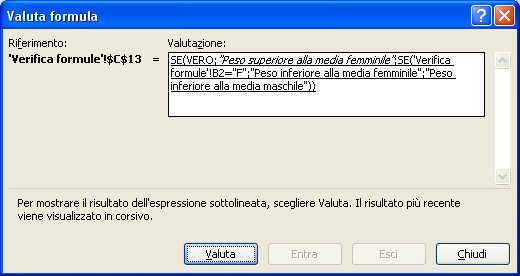 Valuta formula
Riferimento:
Valutazione:
'Verifica formule'!$C$13 =
SE(VERO;"Peso superiore alla media femminile";SE('Verifica
formule'!B2="F";"Peso inferiore alla media femminile";"Peso
inferiore alla media maschile"))
Per mostrare il risultato dell'espressione sottolineata, scegliere Valuta. Il risultato più recente
viene visualizzato in corsivo.
Valuta
Entra
Esci
Chiudi